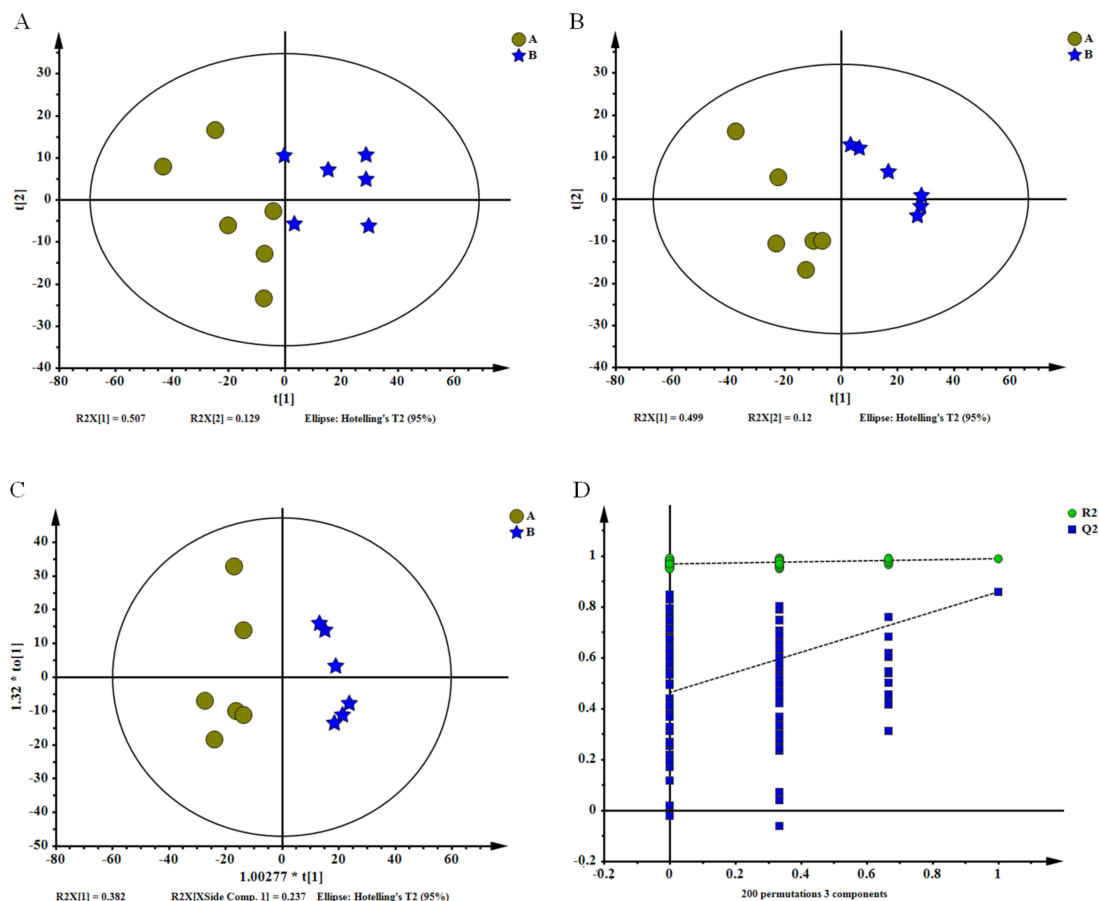 A
A
B
30
20
10
0
-10
-20
-30
-40
t[2]
-80
-60
-40
-20
0
20
40
60
t[1]
R2X[1] = 0.507 R2X[2] = 0.129 Ellipse: Hotelling's T2 (95%)
B
A
B
30
20
10
0
-10
-20
-30
-40
t[2]
-80
-60
-40
-20
0
20
40
60
t[1]
R2X[1] = 0.499 R2X[2] = 0.12 Ellipse: Hotelling's T2 (95%)
C
A
B
40
30
20
10
0
-10
-20
-30
-40
-50
1.32 * to[1]
-80
-60
-40
-20
0
20
40
60
1.00277 * t[1]
R2X[1] = 0.382 R2X[XSide Comp. 1] = 0.237 Ellipse: Hotelling's T2 (95%)
D
R2
Q2
1
0.8
0.6
0.4
0.2
0
-0.2
-0.2
0
0.2
0.4
0.6
0.8
1
200 permutations 3 components